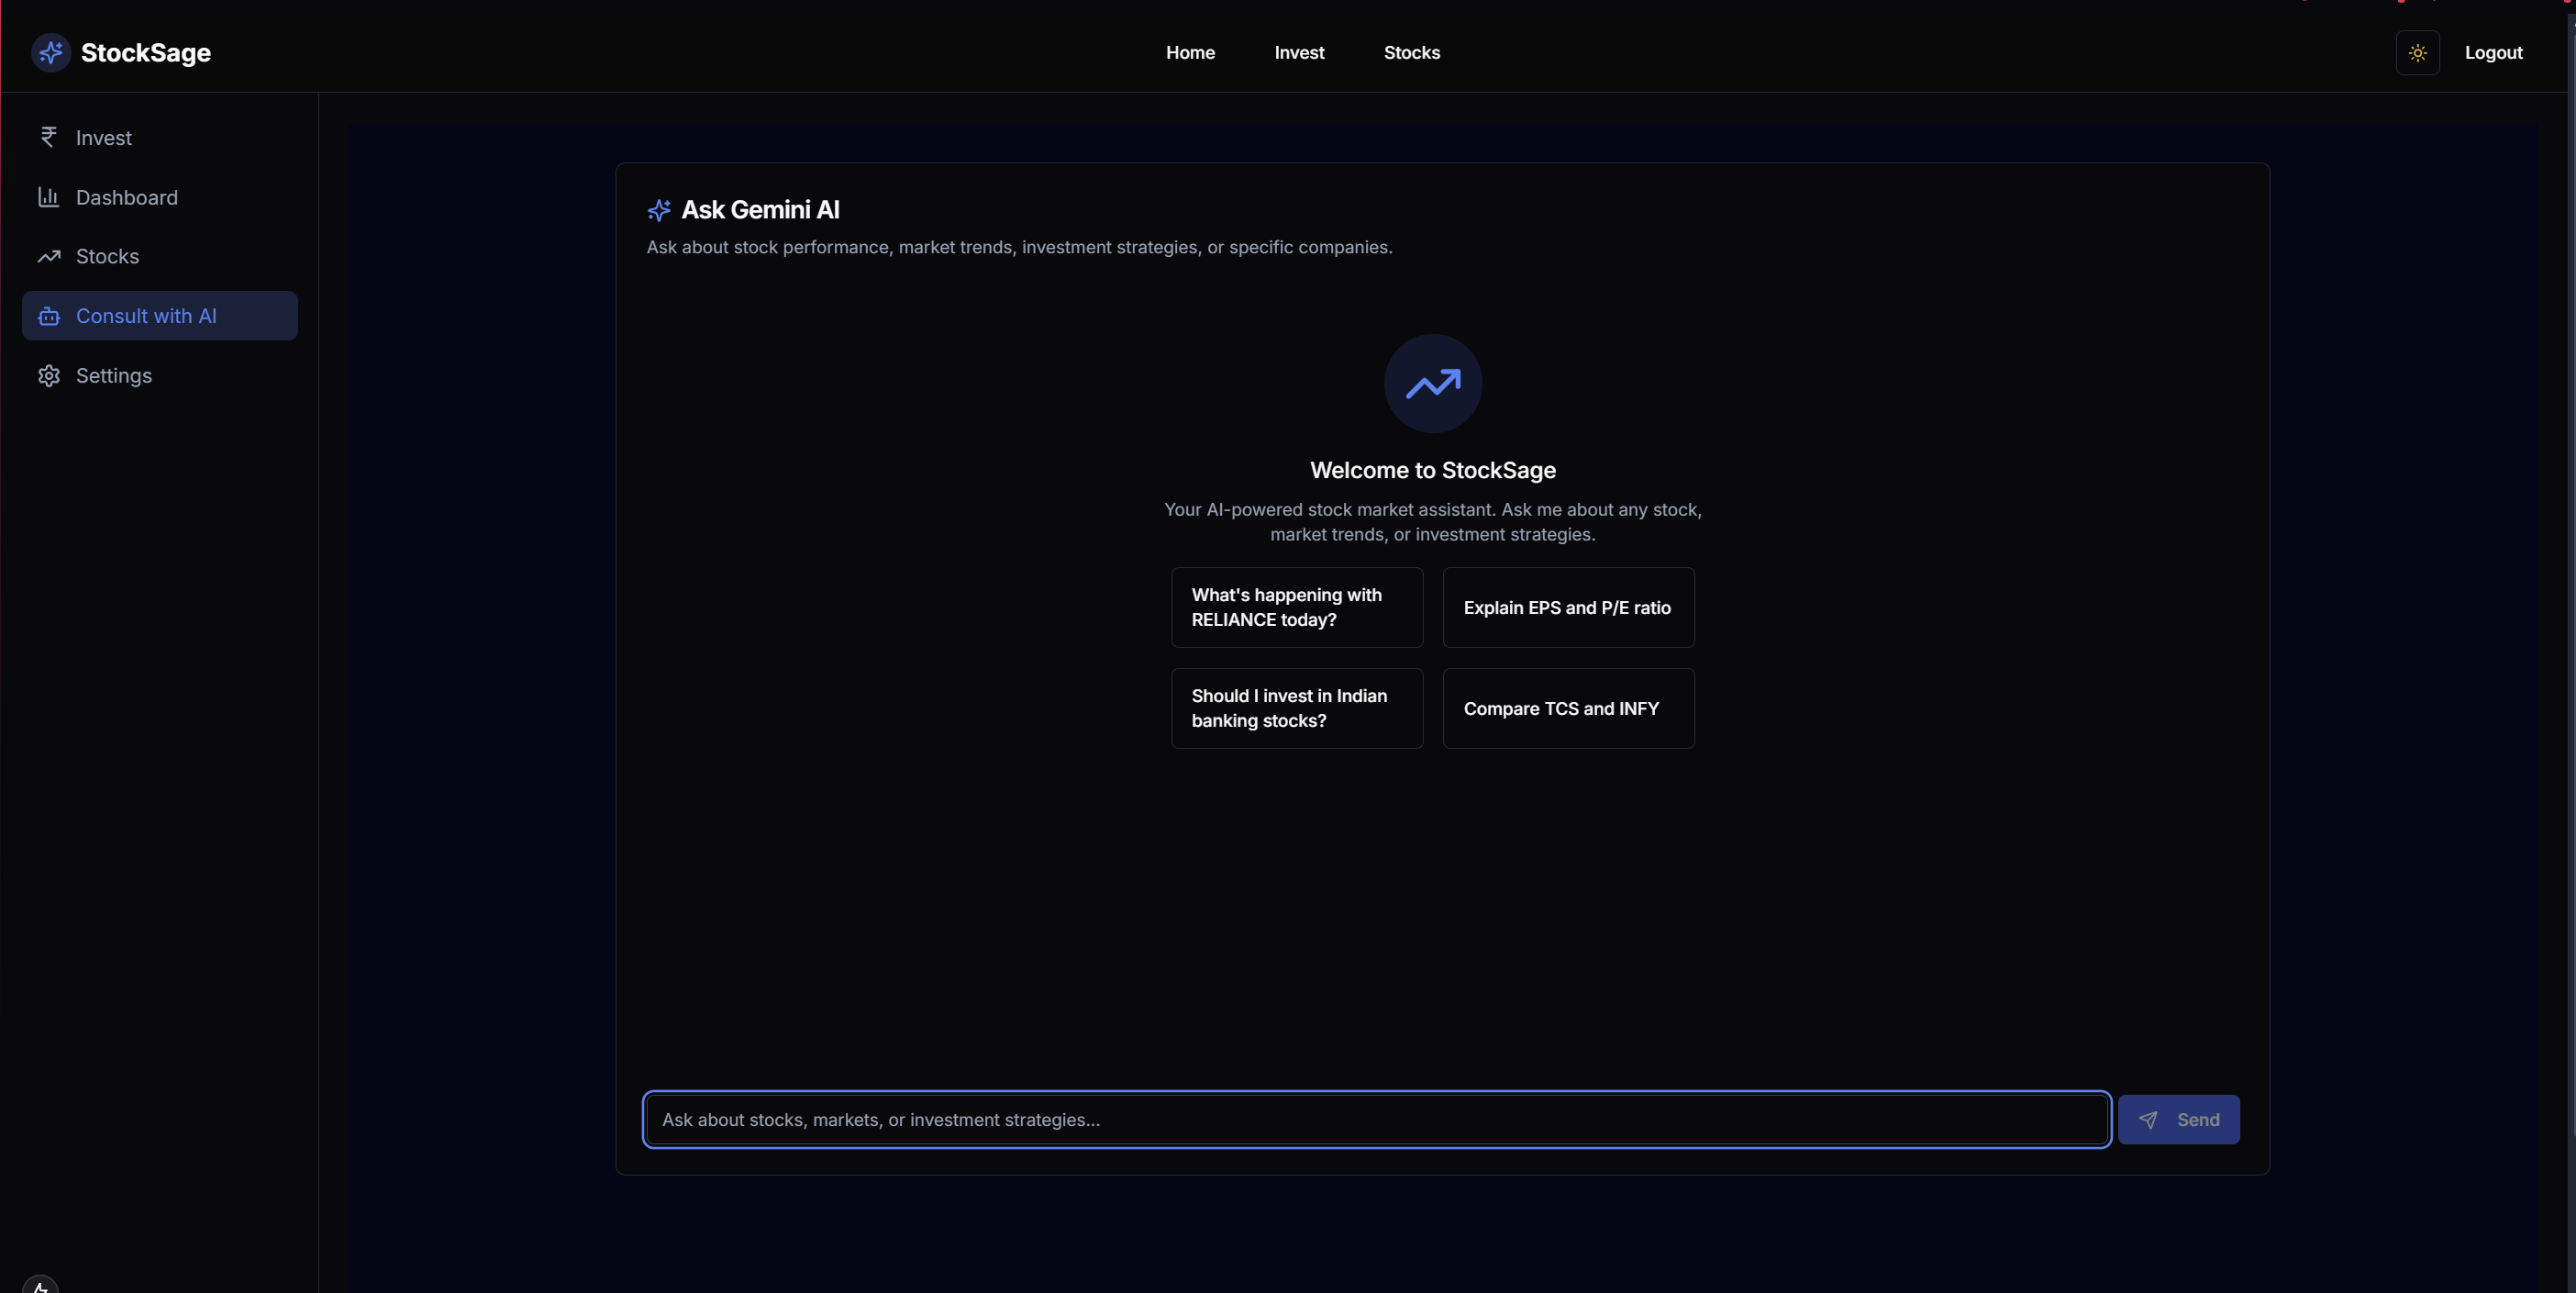 StockSage
Home
Invest
Stocks
Logout
Invest
Dashboard
Stocks
Consult with AI
Settings
Ask Gemini AI
Ask about stock performance, market trends, investment strategies, or specific companies.
Welcome to StockSage
Your AI-powered stock market assistant. Ask me about any stock,
market trends, or investment strategies.
What's happening with
RELIANCE today?
Explain EPS and P/E ratio
Should I invest in Indian
banking stocks?
Compare TCS and INFY
Ask about stocks, markets, or investment strategies...
Send